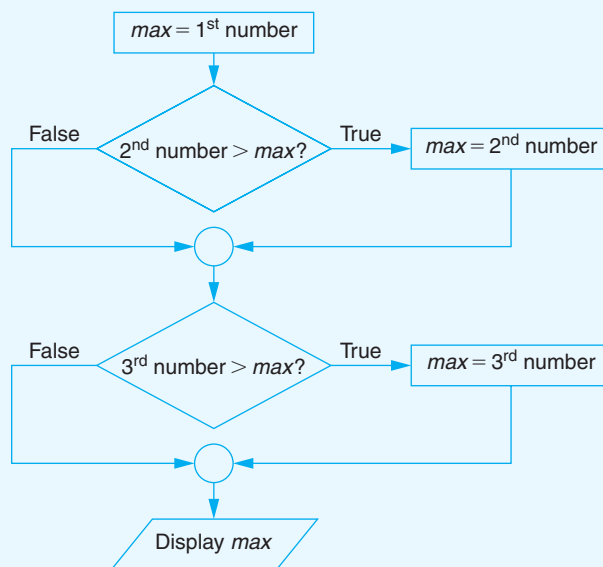 max = 1st number
False
2nd number > max?
True
max = 2nd number
False
3rd number > max?
True
max = 3rd number
Display max